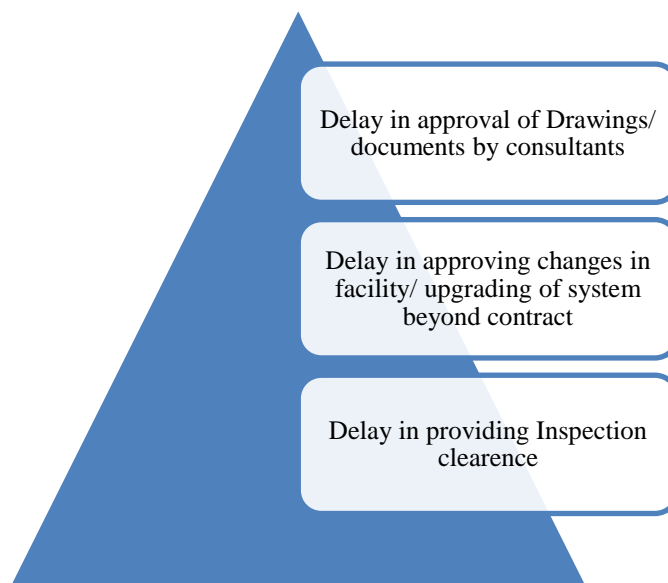 Delay in approval of Drawings/
documents by consultants
Delay in approving changes in
facility/ upgrading of system
beyond contract
Delay in providing Inspection
clearence